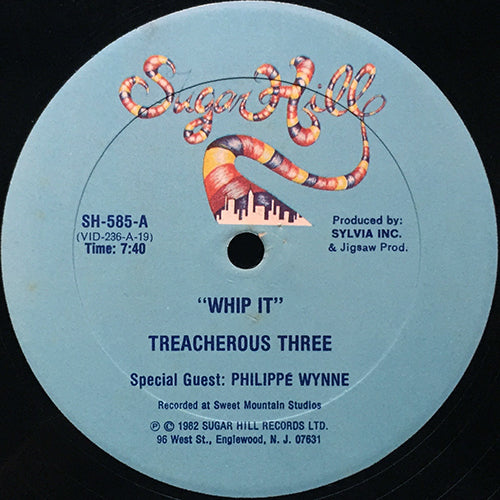 Sugar Hill
SH-585-A
(VID-236-A-19)
Time: 7:40
Produced by:
SYLVIA INC.
& Jigsaw Prod.
"WHIP IT"
TREACHEROUS THREE
Special Guest: PHILIPPÉ WYNNE
Recorded at Sweet Mountain Studios
℗ © 1982 SUGAR HILL RECORDS LTD.
96 West St., Englewood, N. J. 07631